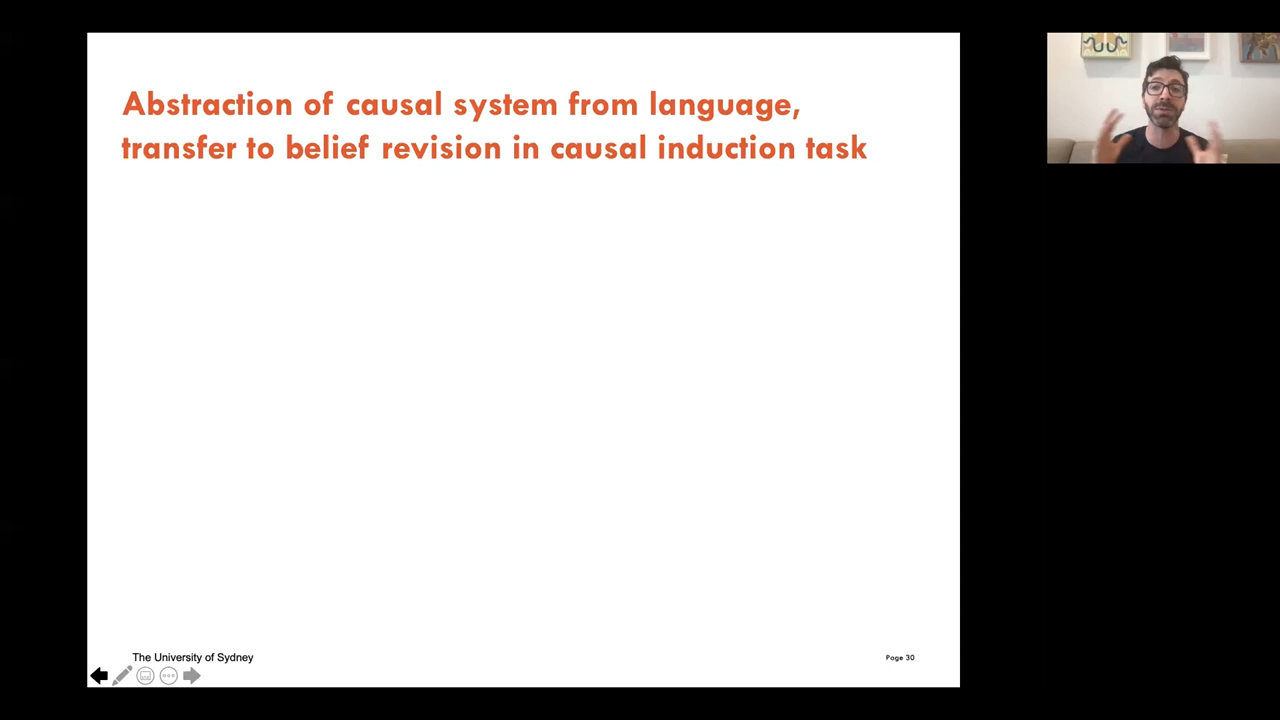 Abstraction of causal system from language,
transfer to belief revision in causal induction task
The University of Sydney
Page 30